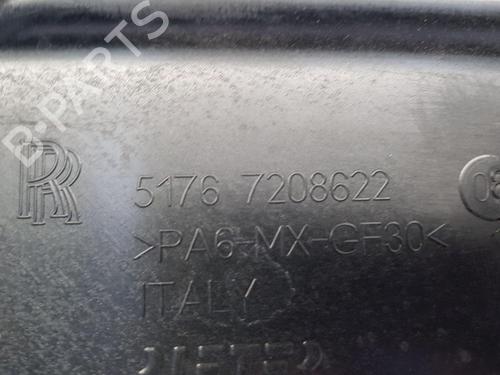 B-PARTS
RR
5176 7208622
>PA6-MX-GF30<
ITALY